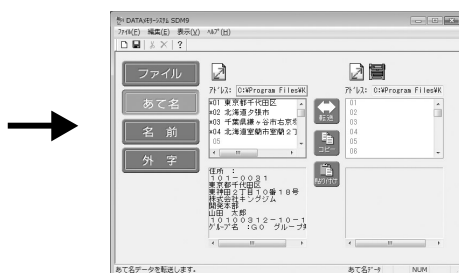 DATAﾒﾓﾘｰｼｽﾃﾑ SDM9
ﾌｧｲﾙ(F) 編集(E) 表示(V) ﾍﾙﾌﾟ(H)
ファイル
あて名
名前
外字
ｱﾄﾞﾚｽ: C:¥Program Files¥K
*01 東京都千代田区
*02 北海道夕張市
*03 千葉県鎌ヶ谷市右京
*04 北海道室蘭市室蘭２丁
05
転送
コピー
貼り付け
ｱﾄﾞﾚｽ: C:¥Program Files¥K
01
02
03
04
05
06
住所 :
１０１－００３１
東京都千代田区
東神田２丁目１０番１８号
株式会社キングジム
開発本部
山田 太郎
１０１００３１２－１０－１
ｸﾞﾙｰﾌﾟ名 :Ｇ０ グループ
あて名データを転送します。
あて名ﾃﾞｰﾀ NUM